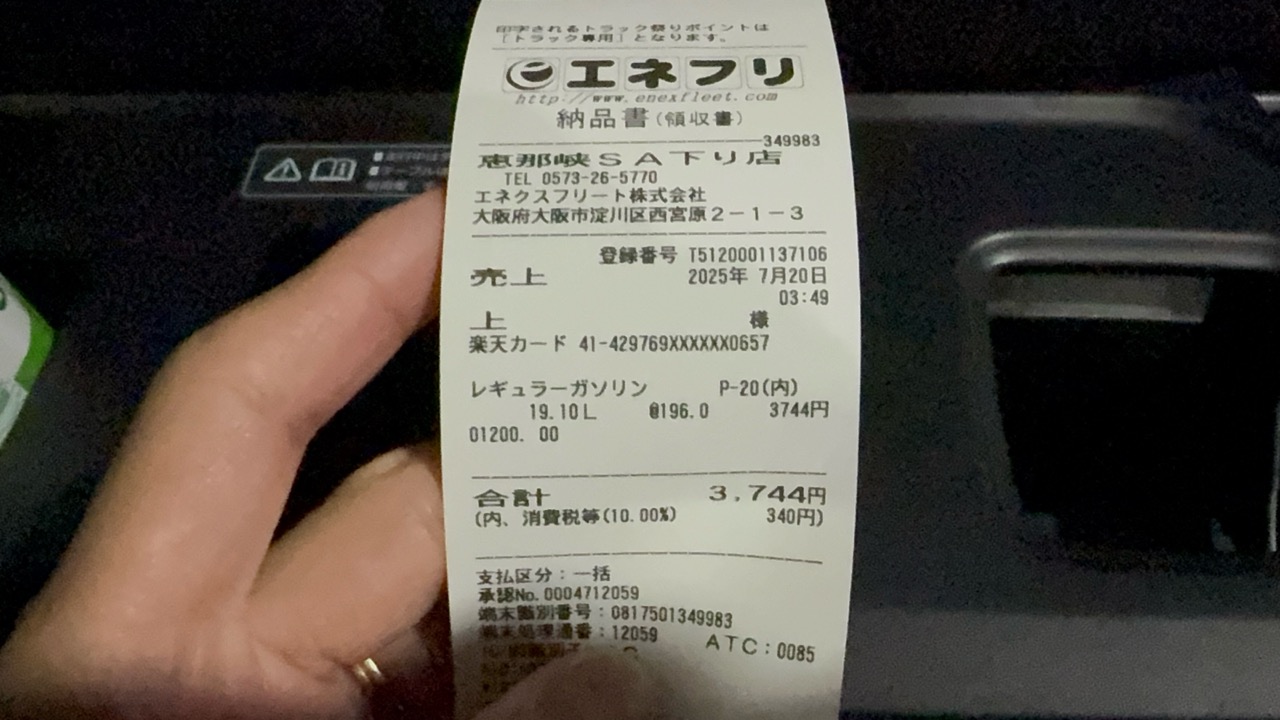 印字されるトラック祭りポイントは
［トラック専用］となります。
エネフリ
http://www.enexfleet.com
納品書(領収書)
349983
恵那峡ＳＡ下り店
TEL 0573-26-5770
エネクスフリート株式会社
大阪府大阪市淀川区西宮原２－１－３
登録番号 T5120001137106
売上 2025年 7月20日
03:49
上 様
楽天カード 41-429769XXXXXX0657
レギュラーガソリン P-20(内)
19.10L @196.0 3744円
01200. 00
合計 3,744円
(内、消費税等(10.00%) 340円)
支払区分：一括
承認No.0004712059
端末識別番号：0817501349983
端末処理通番：12059
ATC：0085